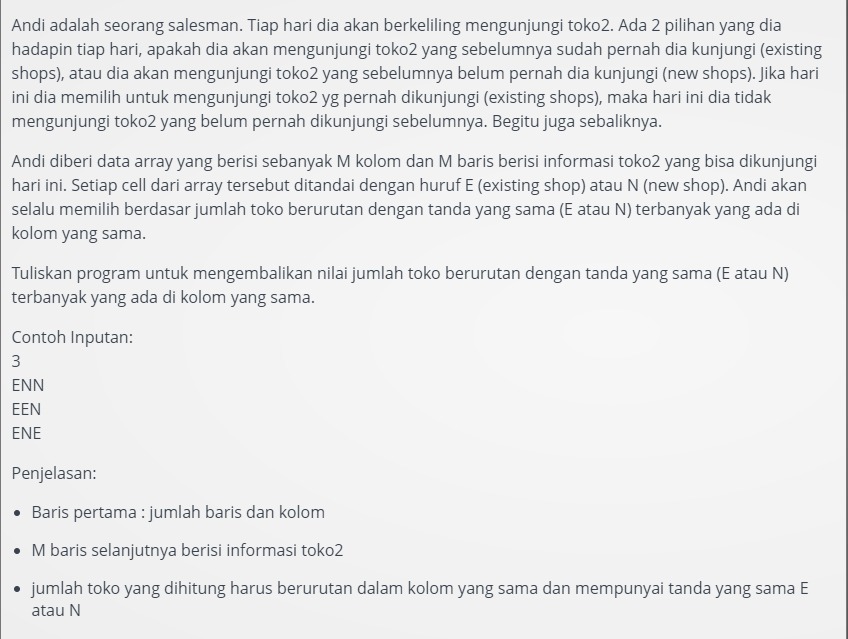 Andi adalah seorang salesman. Tiap hari dia akan berkeliling mengunjungi toko2. Ada 2 pilihan yang dia
hadapin tiap hari, apakah dia akan mengunjungi toko2 yang sebelumnya sudah pernah dia kunjungi (existing
shops), atau dia akan mengunjungi toko2 yang sebelumnya belum pernah dia kunjungi (new shops). Jika hari
ini dia memilih untuk mengunjungi toko2 yg pernah dikunjungi (existing shops), maka hari ini dia tidak
mengunjungi toko2 yang belum pernah dikunjungi sebelumnya. Begitu juga sebaliknya.
Andi diberi data array yang berisi sebanyak M kolom dan M baris berisi informasi toko2 yang bisa dikunjungi
hari ini. Setiap cell dari array tersebut ditandai dengan huruf E (existing shop) atau N (new shop). Andi akan
selalu memilih berdasar jumlah toko berurutan dengan tanda yang sama (E atau N) terbanyak yang ada di
kolom yang sama.
Tuliskan program untuk mengembalikan nilai jumlah toko berurutan dengan tanda yang sama (E atau N)
terbanyak yang ada di kolom yang sama.
Contoh Inputan:
3
ENN
EEN
ENE
Penjelasan:
• Baris pertama : jumlah baris dan kolom
• M baris selanjutnya berisi informasi toko2
• jumlah toko yang dihitung harus berurutan dalam kolom yang sama dan mempunyai tanda yang sama E
atau N